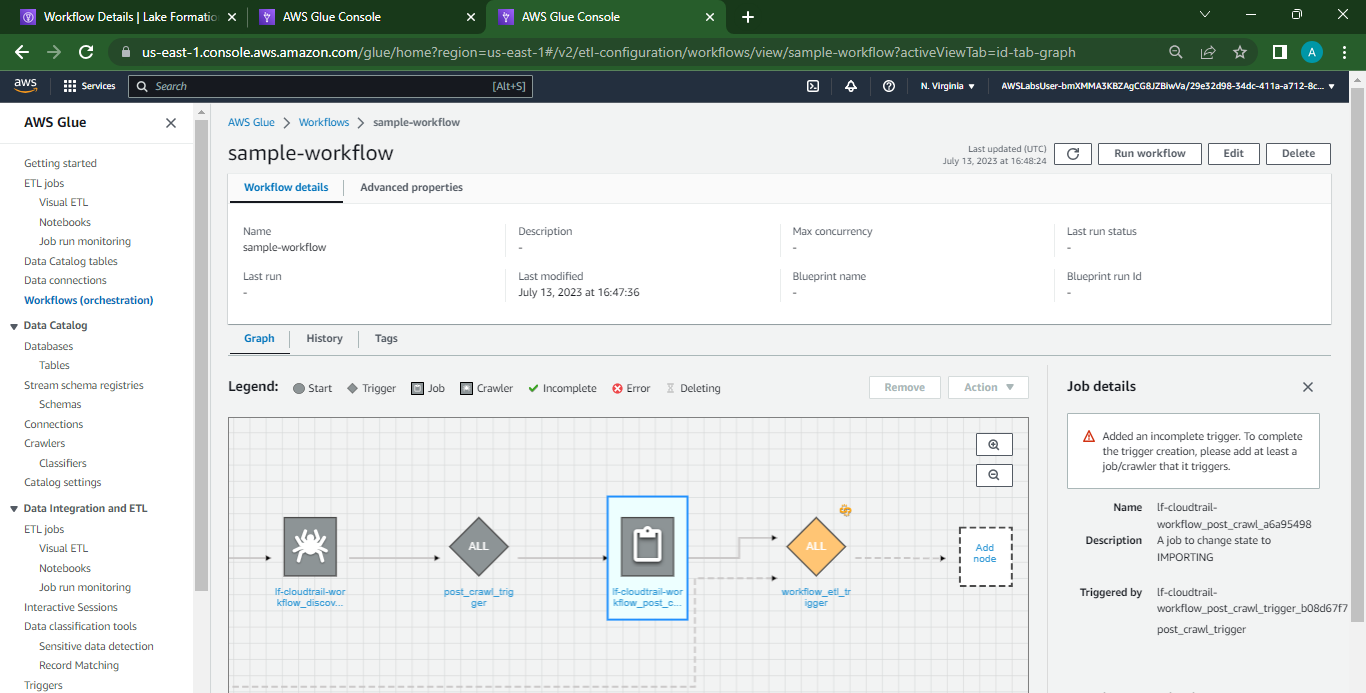 Workflow Details | Lake Formatio
AWS Glue Console
AWS Glue Console
us-east-1.console.aws.amazon.com/glue/home?region=us-east-1#/v2/etl-configuration/workflows/view/sample-workflow?activeViewTab=id-tab-graph
A
aws
Services
Search
[Alt+S]
N. Virginia
AWSLabsUser-bmXMMA3KBZAgCG8JZBiwVa/29e32d98-34dc-411a-a712-8c...
AWS Glue
Getting started
ETL jobs
Visual ETL
Notebooks
Job run monitoring
Data Catalog tables
Data connections
Workflows (orchestration)
Data Catalog
Databases
Tables
Stream schema registries
Schemas
Connections
Crawlers
Classifiers
Catalog settings
Data Integration and ETL
ETL jobs
Visual ETL
Notebooks
Job run monitoring
Interactive Sessions
Data classification tools
Sensitive data detection
Record Matching
Triggers
AWS Glue
Workflows
sample-workflow
sample-workflow
Last updated (UTC)
July 13, 2023 at 16:48:24
Run workflow
Edit
Delete
Workflow details
Advanced properties
Name
sample-workflow
Description
-
Max concurrency
-
Last run status
-
Last run
-
Last modified
July 13, 2023 at 16:47:36
Blueprint name
-
Blueprint run Id
-
Graph
History
Tags
Legend:
Start
Trigger
Job
Crawler
Incomplete
Error
Deleting
Remove
Action
lf-cloudtrail-wor
kflow_discov...
ALL
post_crawl_trig
ger
lf-cloudtrail-wor
kflow_post_c...
ALL
workflow_etl_tr
igger
Add
node
Job details
Added an incomplete trigger. To complete
the trigger creation, please add at least a
job/crawler that it triggers.
Name
lf-cloudtrail-
workflow_post_crawl_a6a95498
Description
A job to change state to
IMPORTING
Triggered by
lf-cloudtrail-
workflow_post_crawl_trigger_b08d67f7
post_crawl_trigger